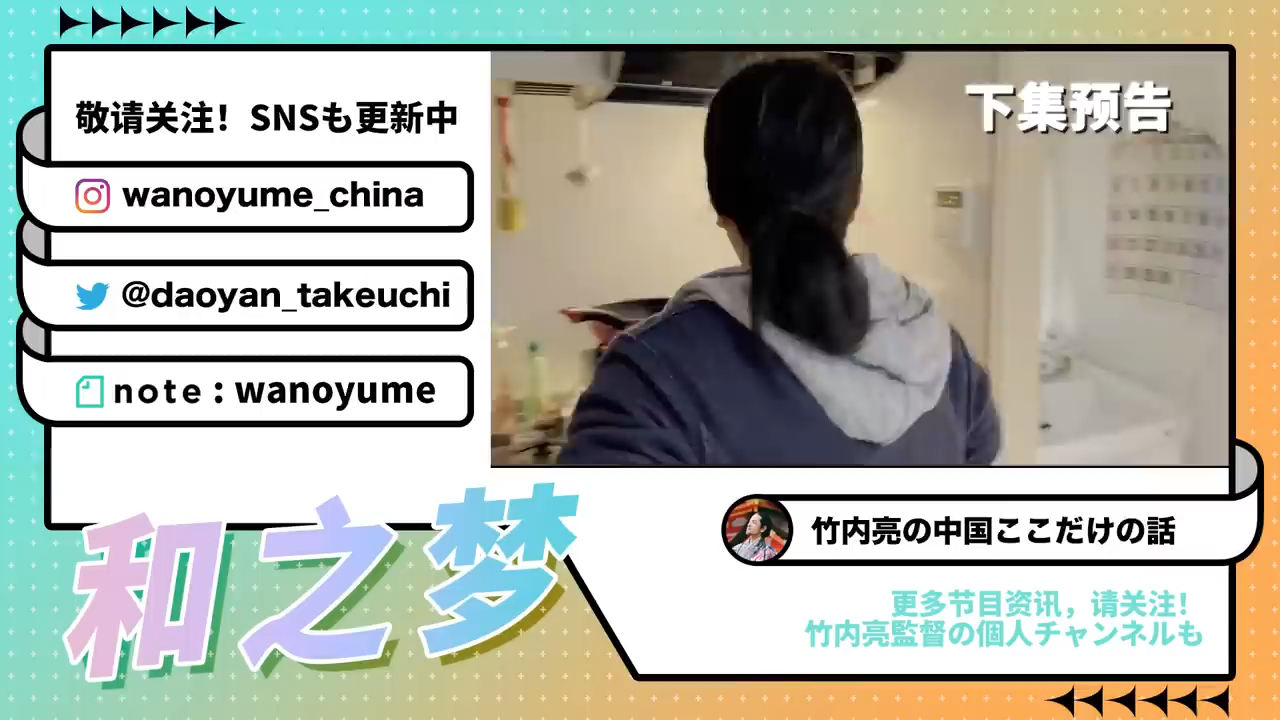 敬请关注！SNSも更新中
wanoyume_china
@daoyan_takeuchi
note：wanoyume
下集预告
和之梦
竹内亮の中国ここだけの話
更多节目资讯，请关注！
竹内亮監督の個人チャンネルも